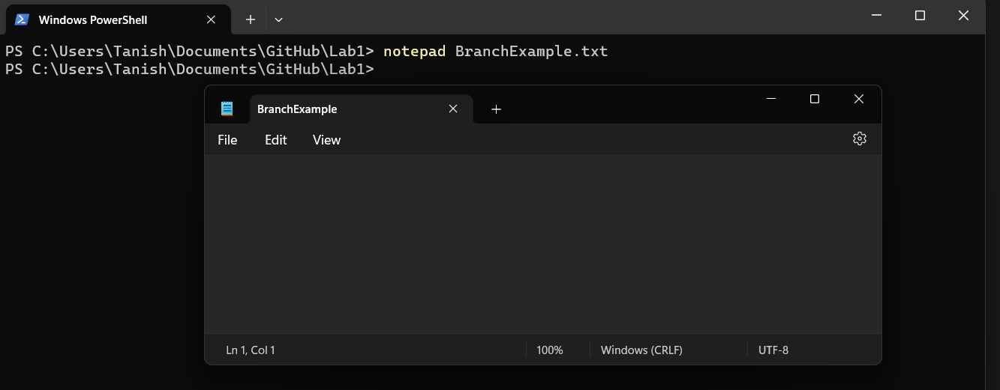 Windows PowerShell
PS C:\Users\Tanish\Documents\GitHub\Lab1> notepad BranchExample.txt
PS C:\Users\Tanish\Documents\GitHub\Lab1>
BranchExample
File Edit View
Ln 1, Col 1 100% Windows (CRLF) UTF-8